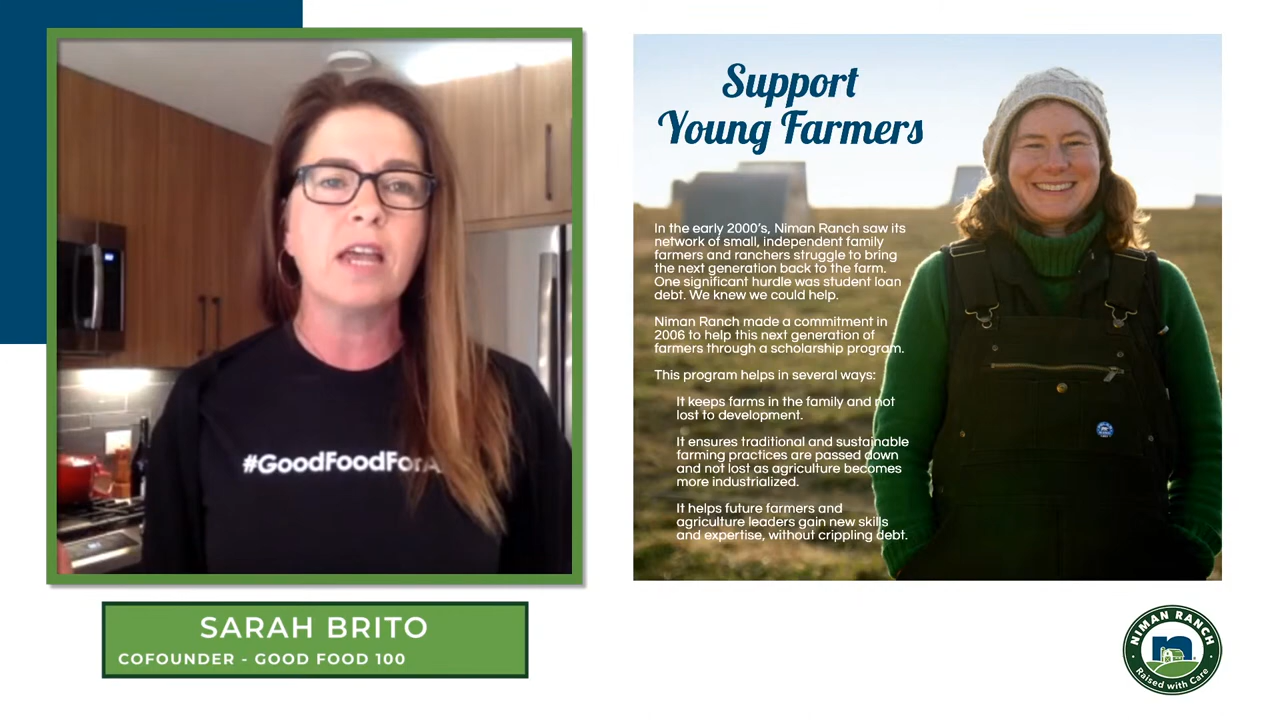 #GoodFoodForA
SARAH BRITO
COFOUNDER - GOOD FOOD 100
Support
Young Farmers
In the early 2000's, Niman Ranch saw its
network of small, independent family
farmers and ranchers struggle to bring
the next generation back to the farm.
One significant hurdle was student loan
debt. We knew we could help.
Niman Ranch made a commitment in
2006 to help this next generation of
farmers through a scholarship program.
This program helps in several ways:
It keeps farms in the family and not
lost to development.
It ensures traditional and sustainable
farming practices are passed down
and not lost as agriculture becomes
more industrialized.
It helps future farmers and
agriculture leaders gain new skills
and expertise, without crippling debt.
NIMAN RANCH
n
Raised with Care